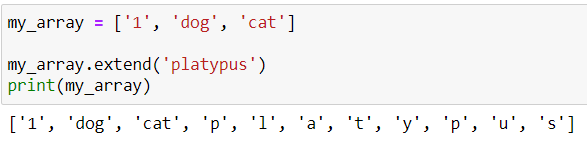 my_array = ['1', 'dog', 'cat']
my_array.extend('platypus')
print(my_array)
['1', 'dog', 'cat', 'p', 'l', 'a', 't', 'y', 'p', 'u', 's']